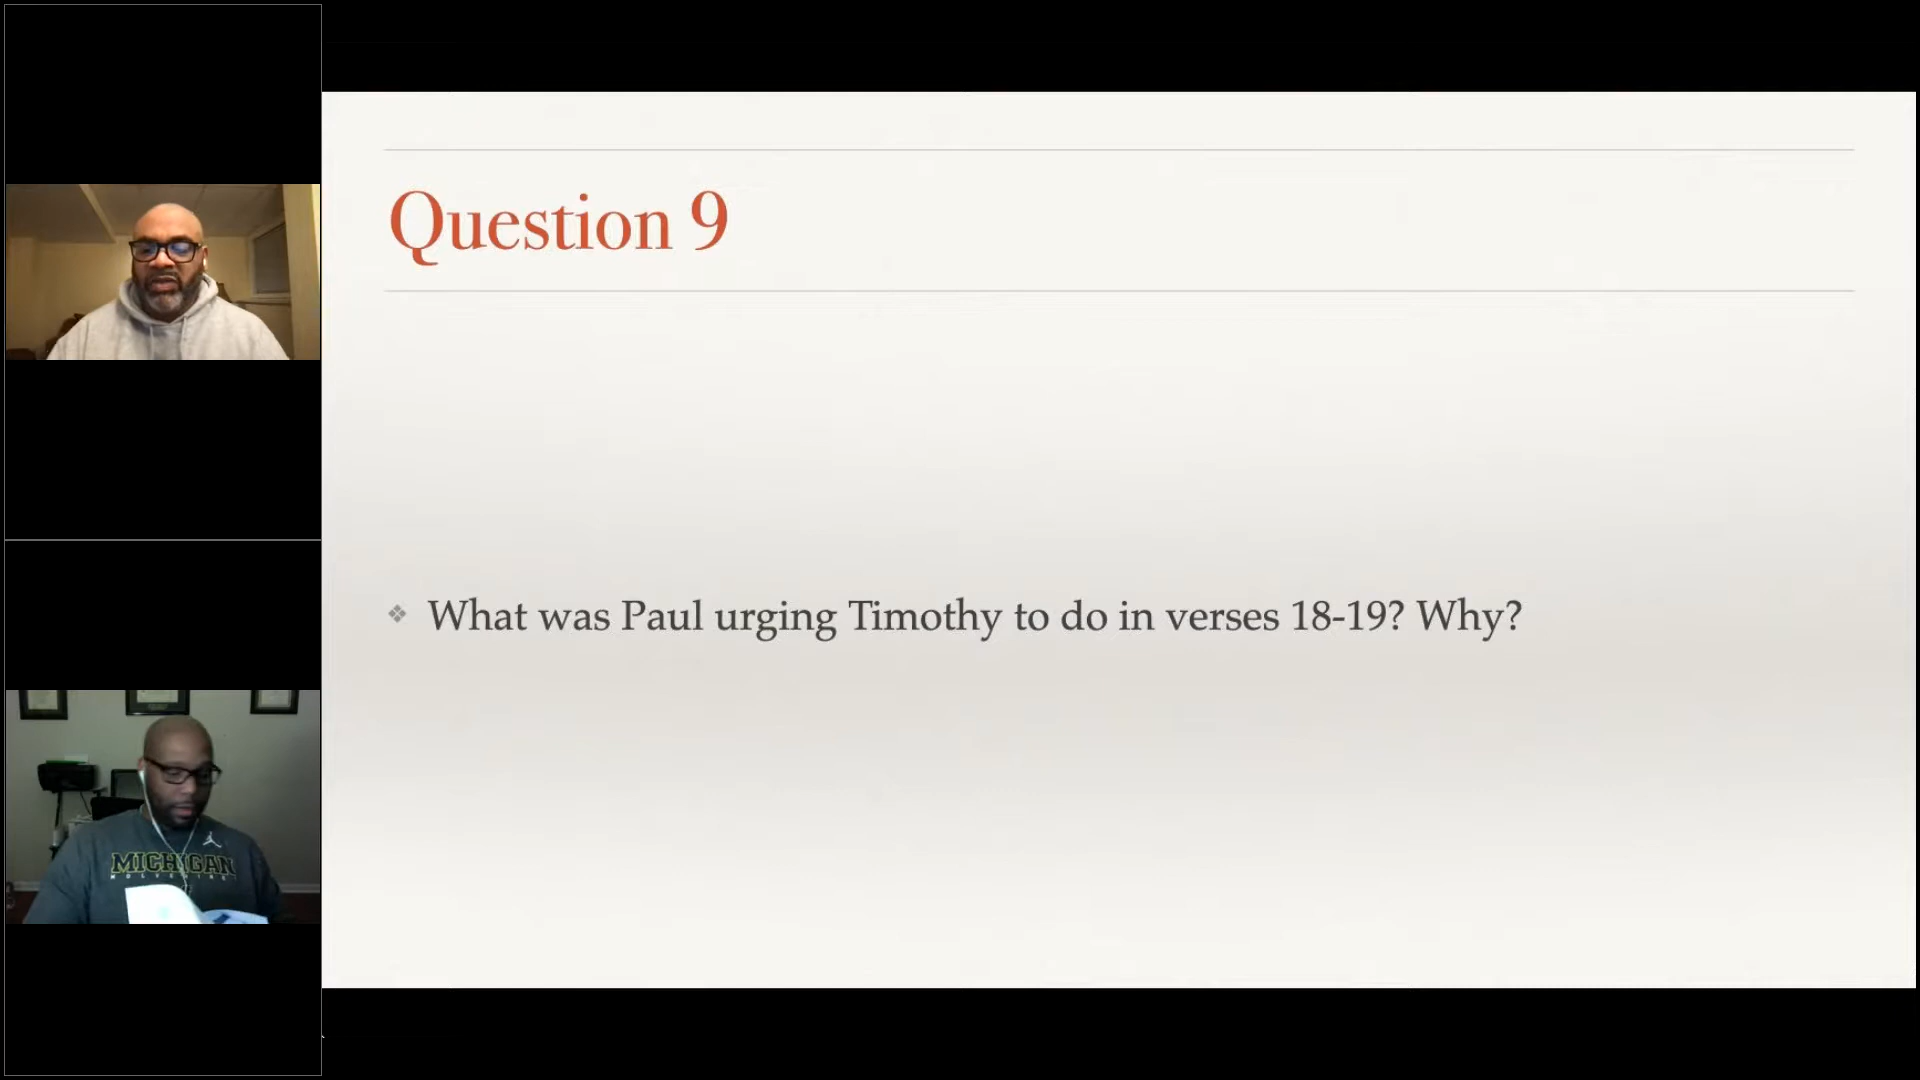 Question 9
What was Paul urging Timothy to do in verses 18-19? Why?
MICHIGAN